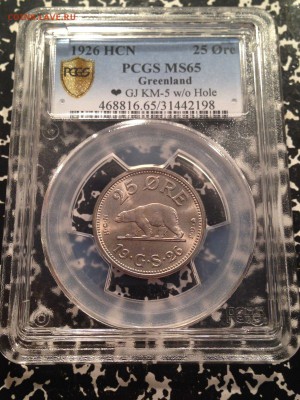 1926 HCN 25 Øre
PCGS MS65
Greenland
♥ GJ KM-5 w/o Hole
468816.65/31442198
PCGS
25 ØRE
19·G·S·26